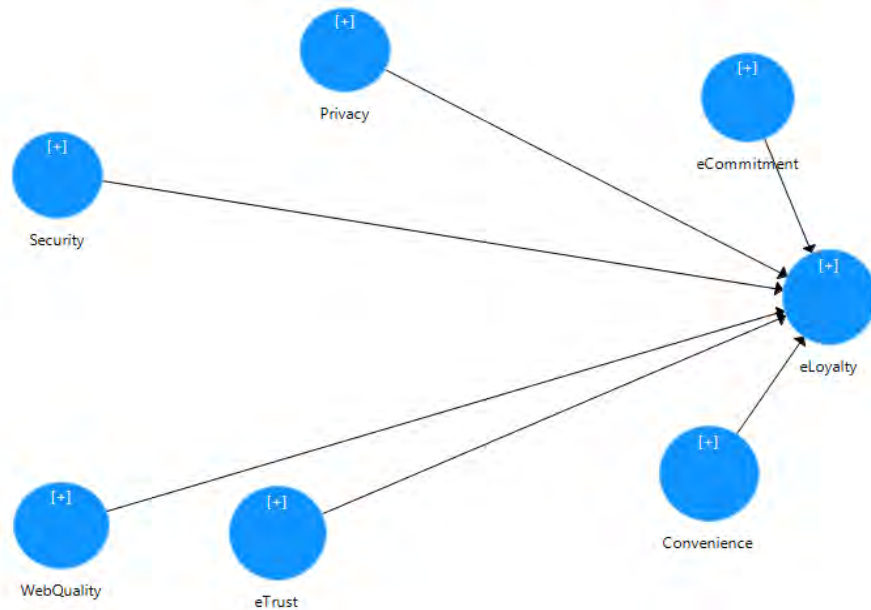 [+]
Privacy
[+]
eCommitment
[+]
Security
[+]
eLoyalty
[+]
Convenience
[+]
WebQuality
[+]
eTrust